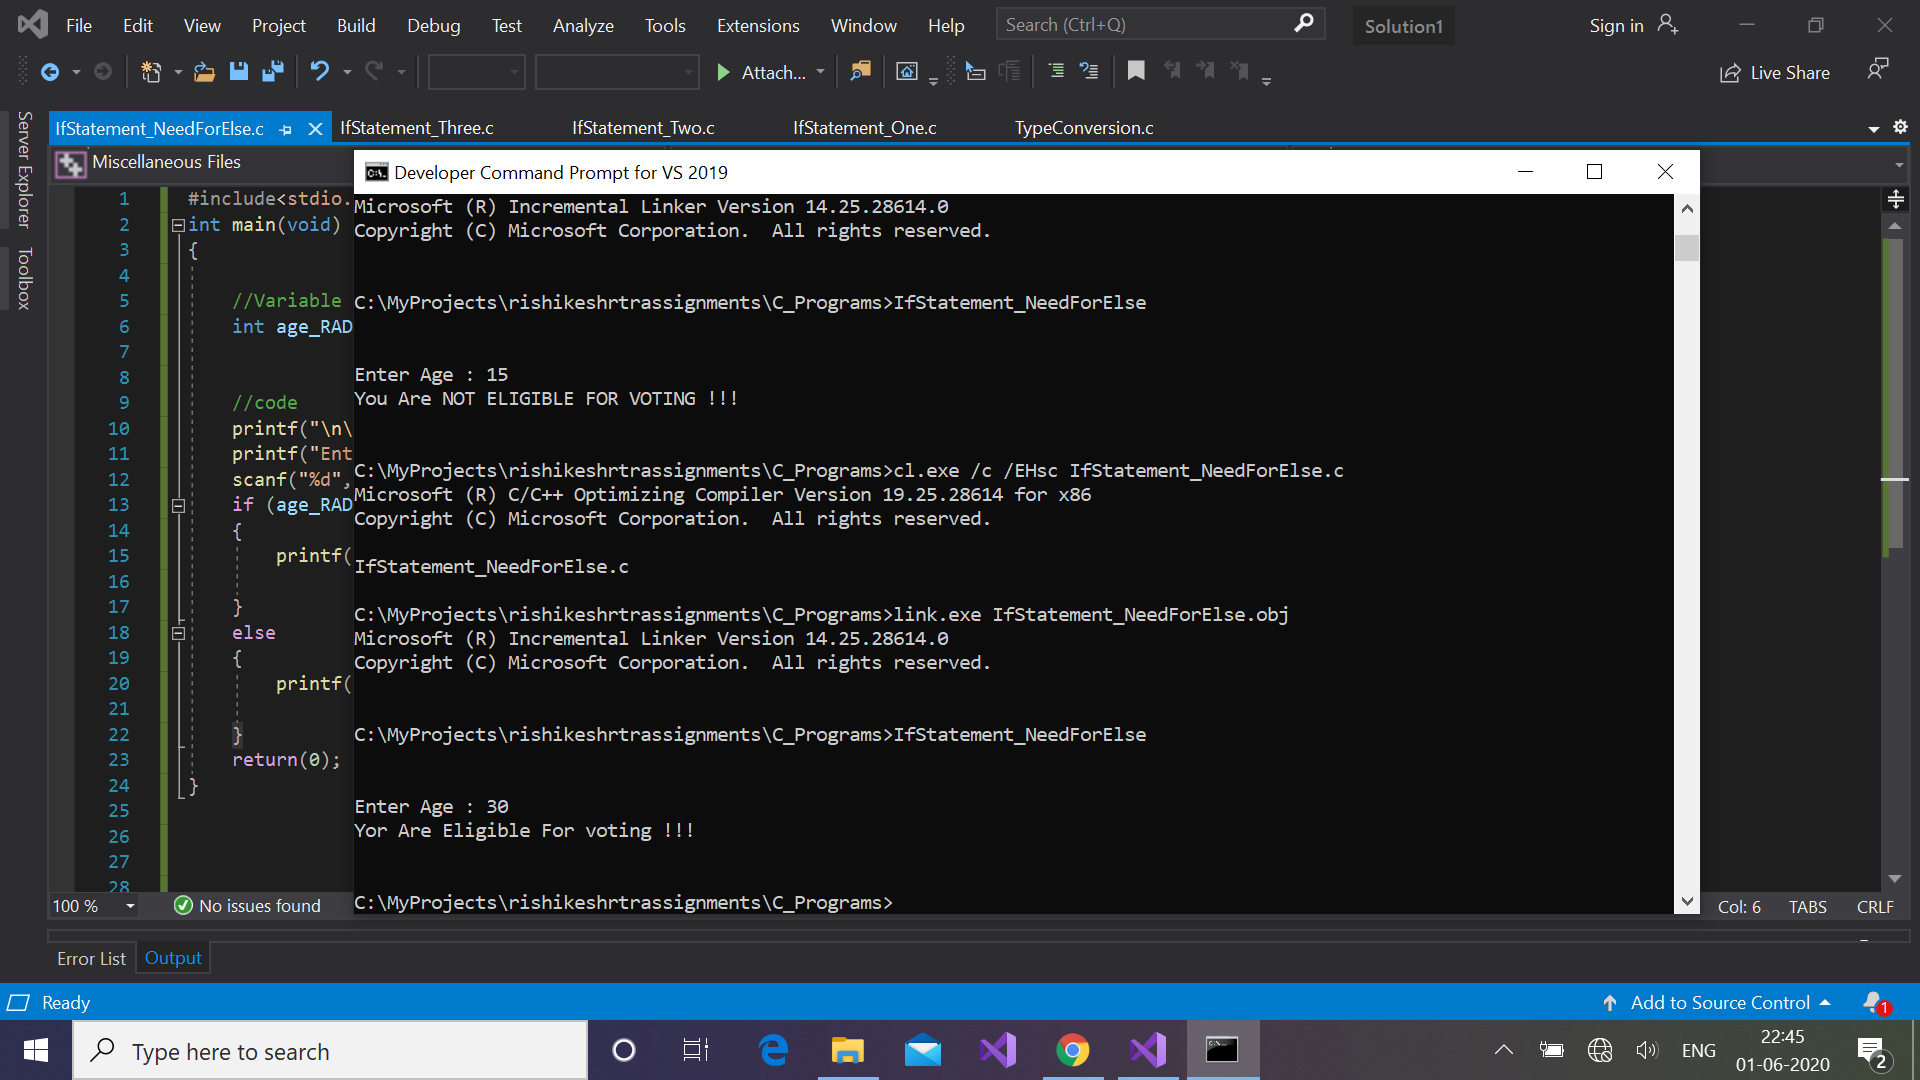 File Edit View Project Build Debug Test Analyze Tools Extensions Window Help Search (Ctrl+Q) Solution1 Sign in
Attach... Live Share
Server Explorer
Toolbox
IfStatement_NeedForElse.c IfStatement_Three.c IfStatement_Two.c IfStatement_One.c TypeConversion.c
Miscellaneous Files
1 #include<stdio.
2 int main(void)
3 {
4
5 //Variable
6 int age_RAD
7
8
9 //code
10 printf("\n\
11 printf("Ent
12 scanf("%d",
13 if (age_RAD
14 {
15 printf(
16
17 }
18 else
19 {
20 printf(
21
22 }
23 return(0);
24 }
25
26
27
28
Developer Command Prompt for VS 2019
Microsoft (R) Incremental Linker Version 14.25.28614.0
Copyright (C) Microsoft Corporation.  All rights reserved.
C:\MyProjects\rishikeshrtrassignments\C_Programs>IfStatement_NeedForElse
Enter Age : 15
You Are NOT ELIGIBLE FOR VOTING !!!
C:\MyProjects\rishikeshrtrassignments\C_Programs>cl.exe /c /EHsc IfStatement_NeedForElse.c
Microsoft (R) C/C++ Optimizing Compiler Version 19.25.28614 for x86
Copyright (C) Microsoft Corporation.  All rights reserved.
IfStatement_NeedForElse.c
C:\MyProjects\rishikeshrtrassignments\C_Programs>link.exe IfStatement_NeedForElse.obj
Microsoft (R) Incremental Linker Version 14.25.28614.0
Copyright (C) Microsoft Corporation.  All rights reserved.
C:\MyProjects\rishikeshrtrassignments\C_Programs>IfStatement_NeedForElse
Enter Age : 30
Yor Are Eligible For voting !!!
C:\MyProjects\rishikeshrtrassignments\C_Programs>
100 % No issues found Col: 6 TABS CRLF
Error List Output
Ready Add to Source Control 1
Type here to search ENG 22:45
01-06-2020 2